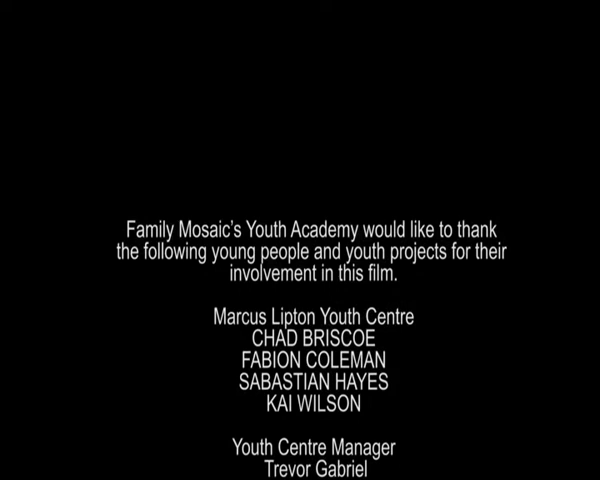 Family Mosaic's Youth Academy would like to thank
the following young people and youth projects for their
involvement in this film.
Marcus Lipton Youth Centre
CHAD BRISCOE
FABION COLEMAN
SABASTIAN HAYES
KAI WILSON
Youth Centre Manager
Trevor Gabriel